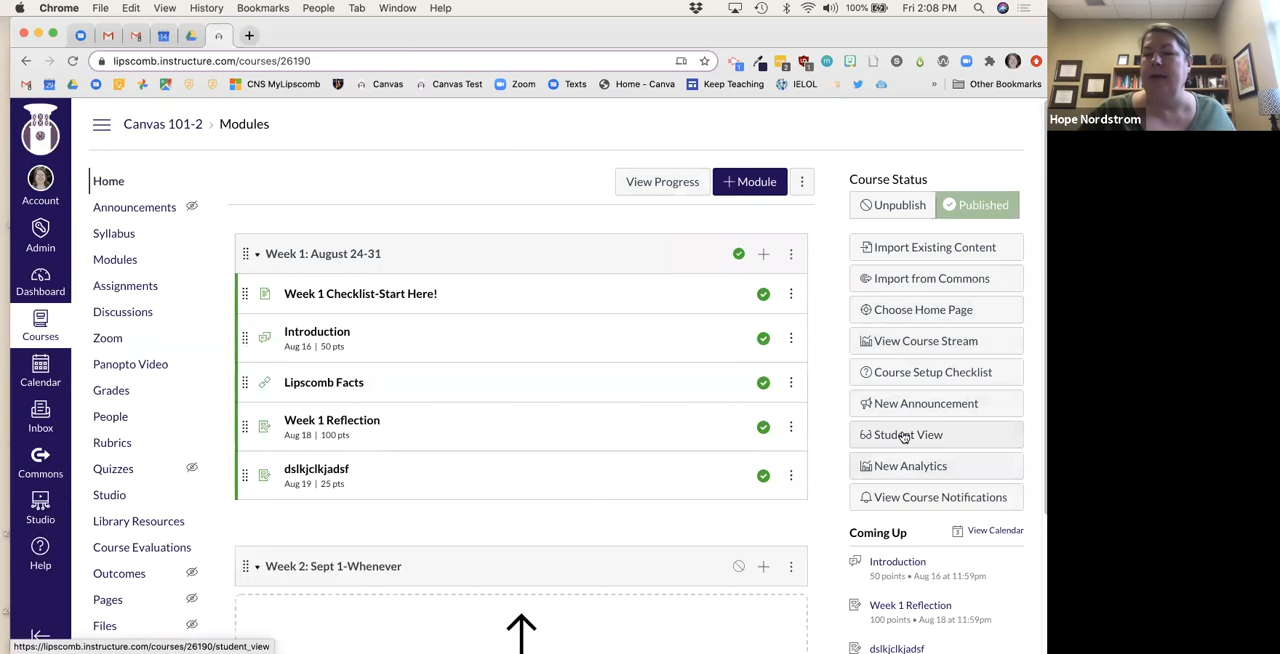 Chrome File Edit View History Bookmarks People Tab Window Help
100% Fri 2:08 PM
lipscomb.instructure.com/courses/26190
CNS MyLipscomb Canvas Canvas Test Zoom Texts Home - Canva Keep Teaching IELOL » Other Bookmarks
Hope Nordstrom
Canvas 101-2 › Modules
Account
Admin
Dashboard
Courses
Calendar
Inbox
Commons
Studio
Help
Home
Announcements
Syllabus
Modules
Assignments
Discussions
Zoom
Panopto Video
Grades
People
Rubrics
Quizzes
Studio
Library Resources
Course Evaluations
Outcomes
Pages
Files
View Progress + Module
Week 1: August 24-31
Week 1 Checklist-Start Here!
Introduction
Aug 16 | 50 pts
Lipscomb Facts
Week 1 Reflection
Aug 18 | 100 pts
dslkjclkjadsf
Aug 19 | 25 pts
Week 2: Sept 1-Whenever
Course Status
Unpublish Published
Import Existing Content
Import from Commons
Choose Home Page
View Course Stream
Course Setup Checklist
New Announcement
Student View
New Analytics
View Course Notifications
Coming Up View Calendar
Introduction
50 points • Aug 16 at 11:59pm
Week 1 Reflection
100 points • Aug 18 at 11:59pm
dslkjclkjadsf
https://lipscomb.instructure.com/courses/26190/student_view